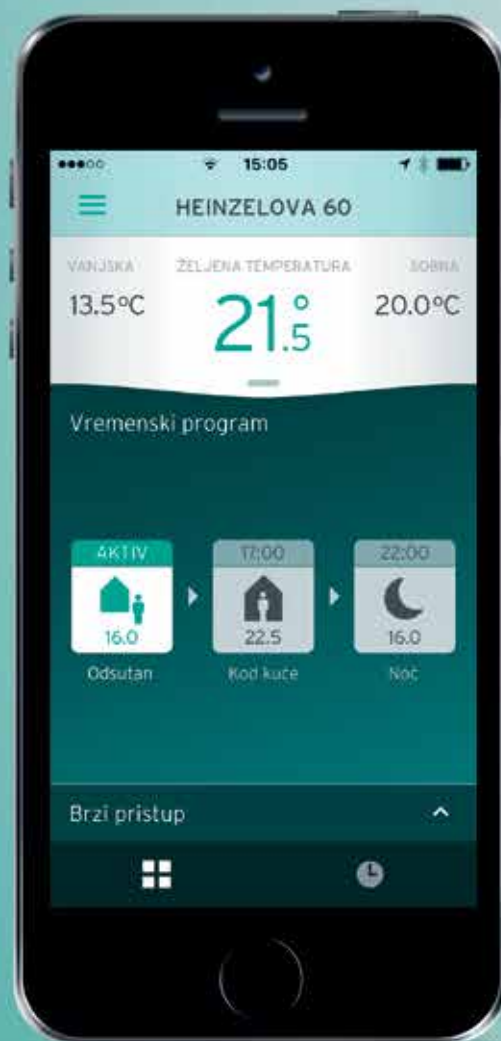 15:05
HEINZELOVA 60
VANJSKA ŽELJENA TEMPERATURA SOBNA
13.5°C 21.5° 20.0°C
Vremenski program
AKTIV 17:00 22:00
16.0 22.5 16.0
Odsutan Kod kuće Noć
Brzi pristup